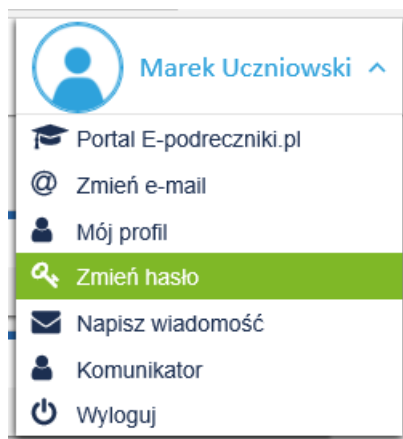 Marek Uczniowski
Portal E-podreczniki.pl
Zmień e-mail
Mój profil
Zmień hasło
Napisz wiadomość
Komunikator
Wyloguj